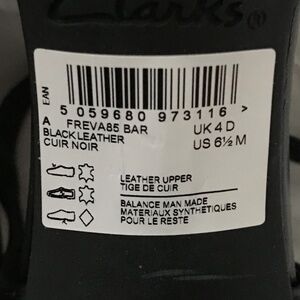 Clarks®
EAN
5 059680 973116 >
A FREVA85 BAR UK 4 D
BLACK LEATHER US 6½ M
CUIR NOIR
LEATHER UPPER
TIGE DE CUIR
BALANCE MAN MADE
MATERIAUX SYNTHETIQUES
POUR LE RESTE